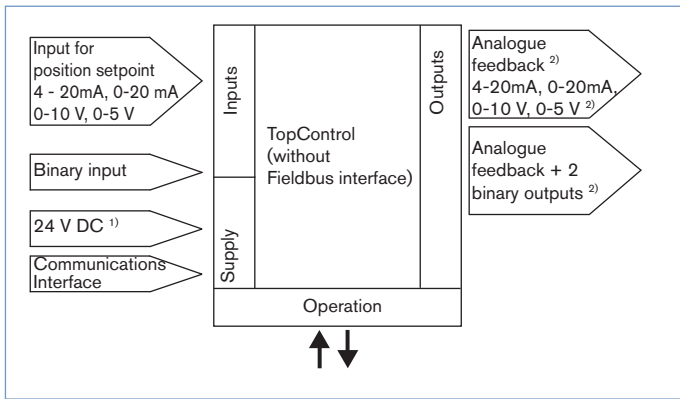 Input for
position setpoint
4 - 20mA, 0-20 mA
0-10 V, 0-5 V
Binary input
24 V DC 1)
Communications
Interface
Inputs
Supply
TopControl
(without
Fieldbus interface)
Outputs
Operation
Analogue
feedback 2)
4-20mA, 0-20mA,
0-10 V, 0-5 V 2)
Analogue
feedback + 2
binary outputs 2)